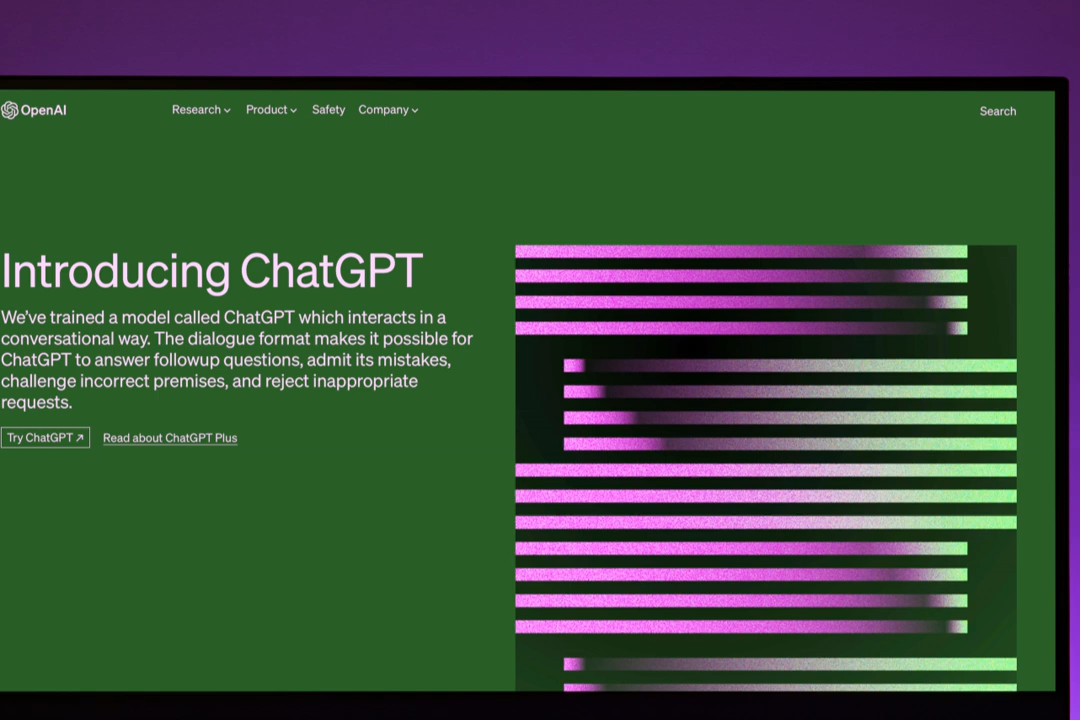 OpenAI
Research Product Safety Company
Search
Introducing ChatGPT
We've trained a model called ChatGPT which interacts in a
conversational way. The dialogue format makes it possible for
ChatGPT to answer followup questions, admit its mistakes,
challenge incorrect premises, and reject inappropriate
requests.
Try ChatGPT ↗
Read about ChatGPT Plus